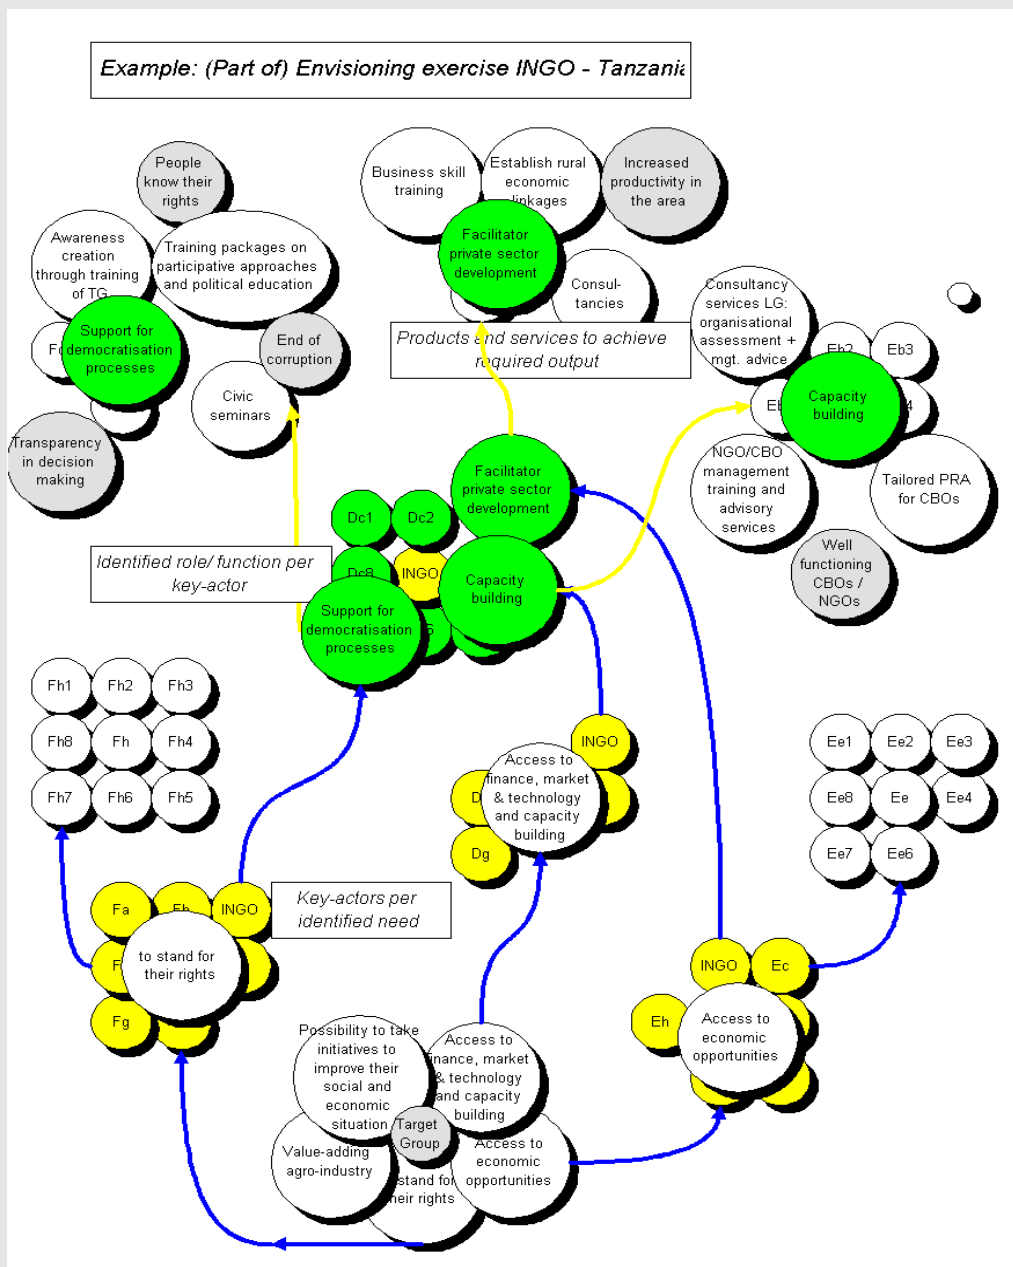 Example: (Part of) Envisioning exercise INGO - Tanzania
People
know their
rights
Awareness
creation
through training
of TG
Training packages on
participative approaches
and political education
Support for
democratisation
processes
End of
corruption
Civic
seminars
Transparency
in decision
making
Business skill
training
Establish rural
economic
linkages
Increased
productivity in
the area
Facilitator
private sector
development
Consul-
tancies
Products and services to achieve
required output
Consultancy
services LG:
organisational
assessment +
mgt. advice
Eb2
Eb3
Capacity
building
NGO/CBO
management
training and
advisory
services
Tailored PRA
for CBOs
Well
functioning
CBOs /
NGOs
Facilitator
private sector
development
Dc1
Dc2
Dc8
INGO
Capacity
building
Support for
democratisation
processes
Identified role/ function per
key-actor
Fh1
Fh2
Fh3
Fh8
Fh
Fh4
Fh7
Fh6
Fh5
INGO
Access to
finance, market
& technology
and capacity
building
Dg
Ee1
Ee2
Ee3
Ee8
Ee
Ee4
Ee7
Ee6
Fa
Fb
INGO
to stand for
their rights
Fg
Key-actors per
identified need
INGO
Ec
Eh
Access to
economic
opportunities
Possibility to take
initiatives to
improve their
social and
economic
situation
Access to
finance, market
& technology
and capacity
building
Target
Group
Value-adding
agro-industry
Access to
economic
opportunities
stand for
their rights